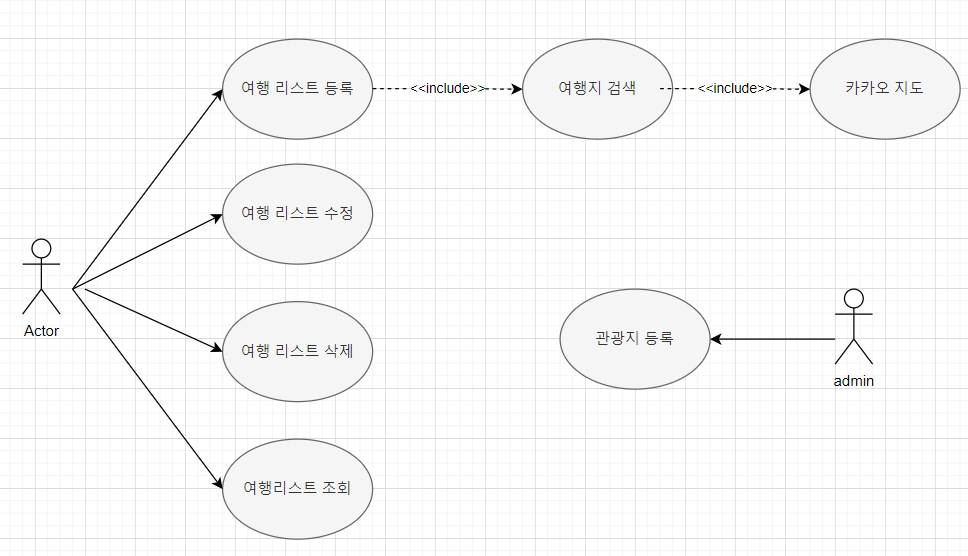 여행 리스트 등록
<<include>>
여행지 검색
<<include>>
카카오 지도
여행 리스트 수정
Actor
여행 리스트 삭제
관광지 등록
admin
여행리스트 조회